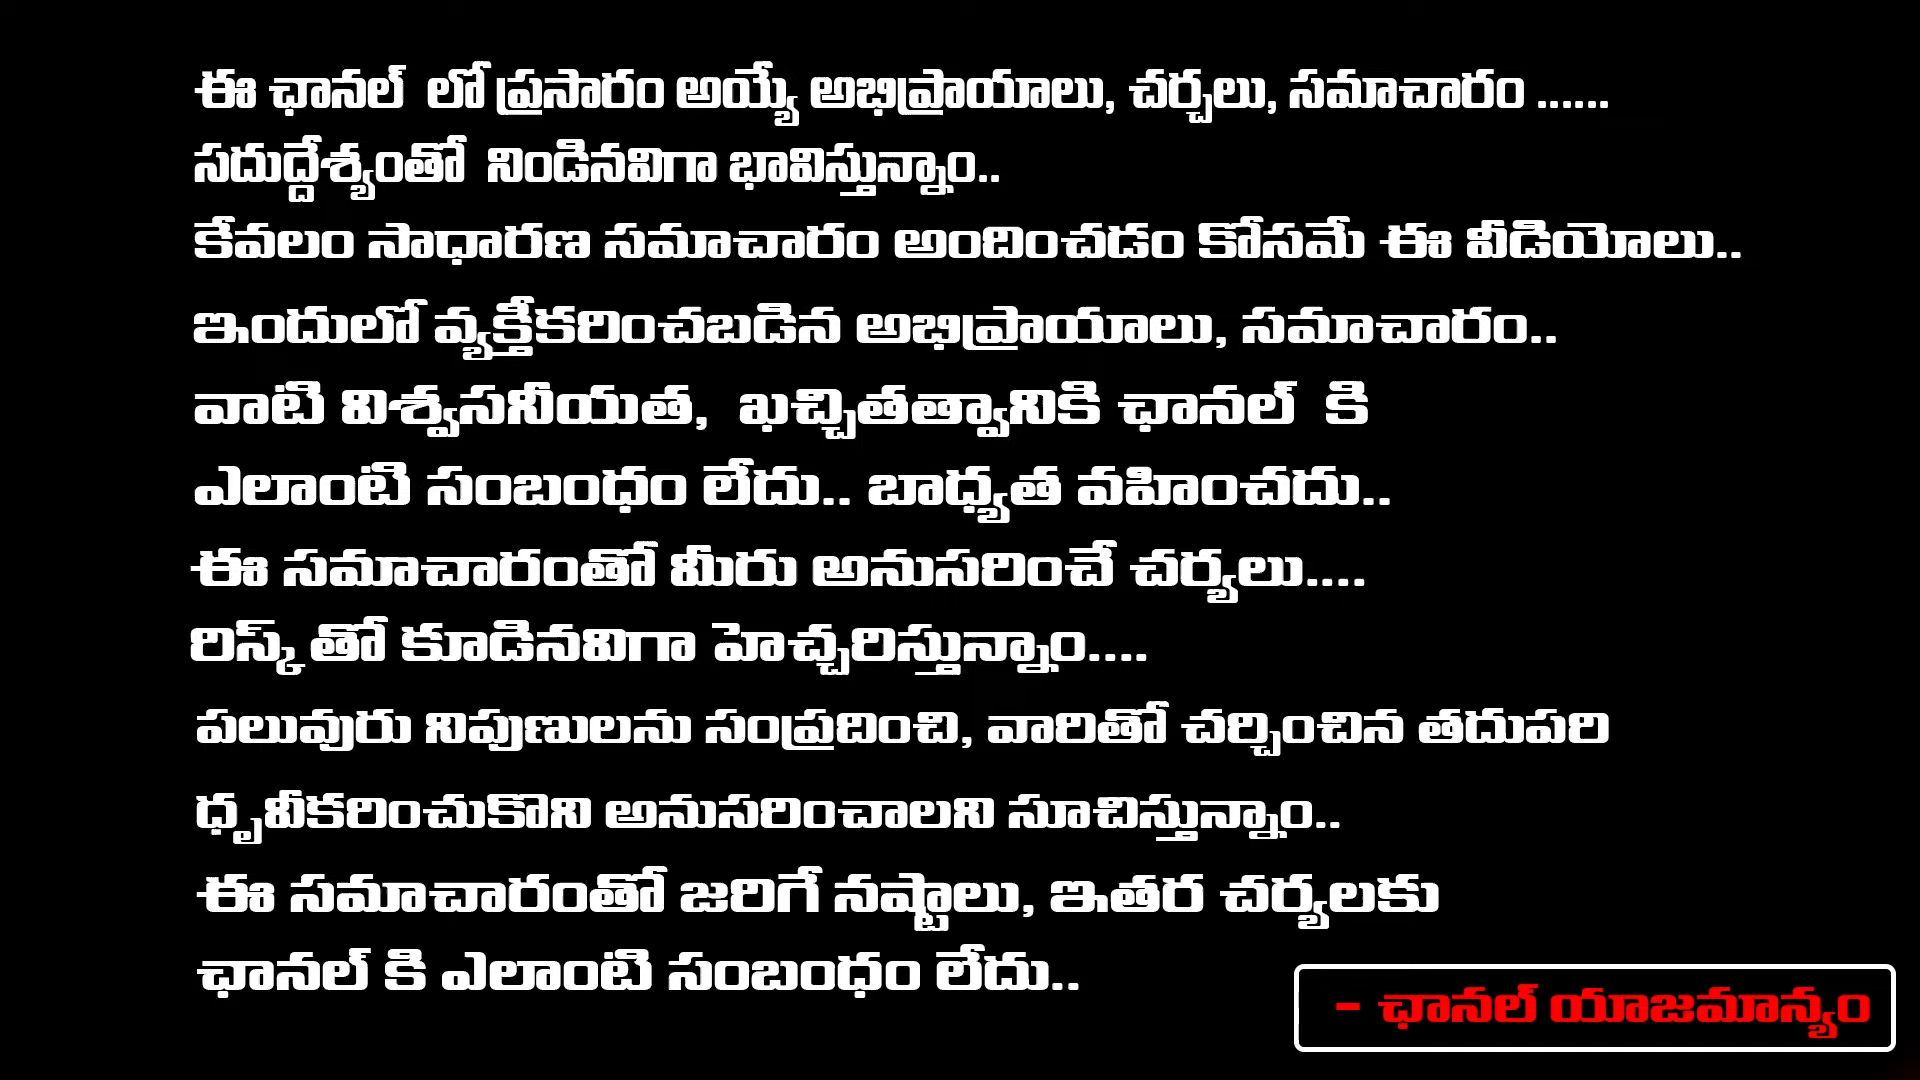 ఈ ఛానల్ లో ప్రసారం అయ్యే అభిప్రాయాలు, చర్చలు, సమాచారం ......
సదుద్దేశ్యంతో నిండినవిగా భావిస్తున్నాం..
కేవలం సాధారణ సమాచారం అందించడం కోసమే ఈ వీడియోలు..
ఇందులో వ్యక్తీకరించబడిన అభిప్రాయాలు, సమాచారం..
వాటి విశ్వసనీయత, ఖచ్చితత్వానికి ఛానల్ కి
ఎలాంటి సంబంధం లేదు.. బాధ్యత వహించదు..
ఈ సమాచారంతో మీరు అనుసరించే చర్యలు....
రిస్క్ తో కూడినవిగా హెచ్చరిస్తున్నాం....
పలువురు నిపుణులను సంప్రదించి, వారితో చర్చించిన తదుపరి
ధృవీకరించుకొని అనుసరించాలని సూచిస్తున్నాం..
ఈ సమాచారంతో జరిగే నష్టాలు, ఇతర చర్యలకు
ఛానల్ కి ఎలాంటి సంబంధం లేదు..
- ఛానల్ యాజమాన్యం